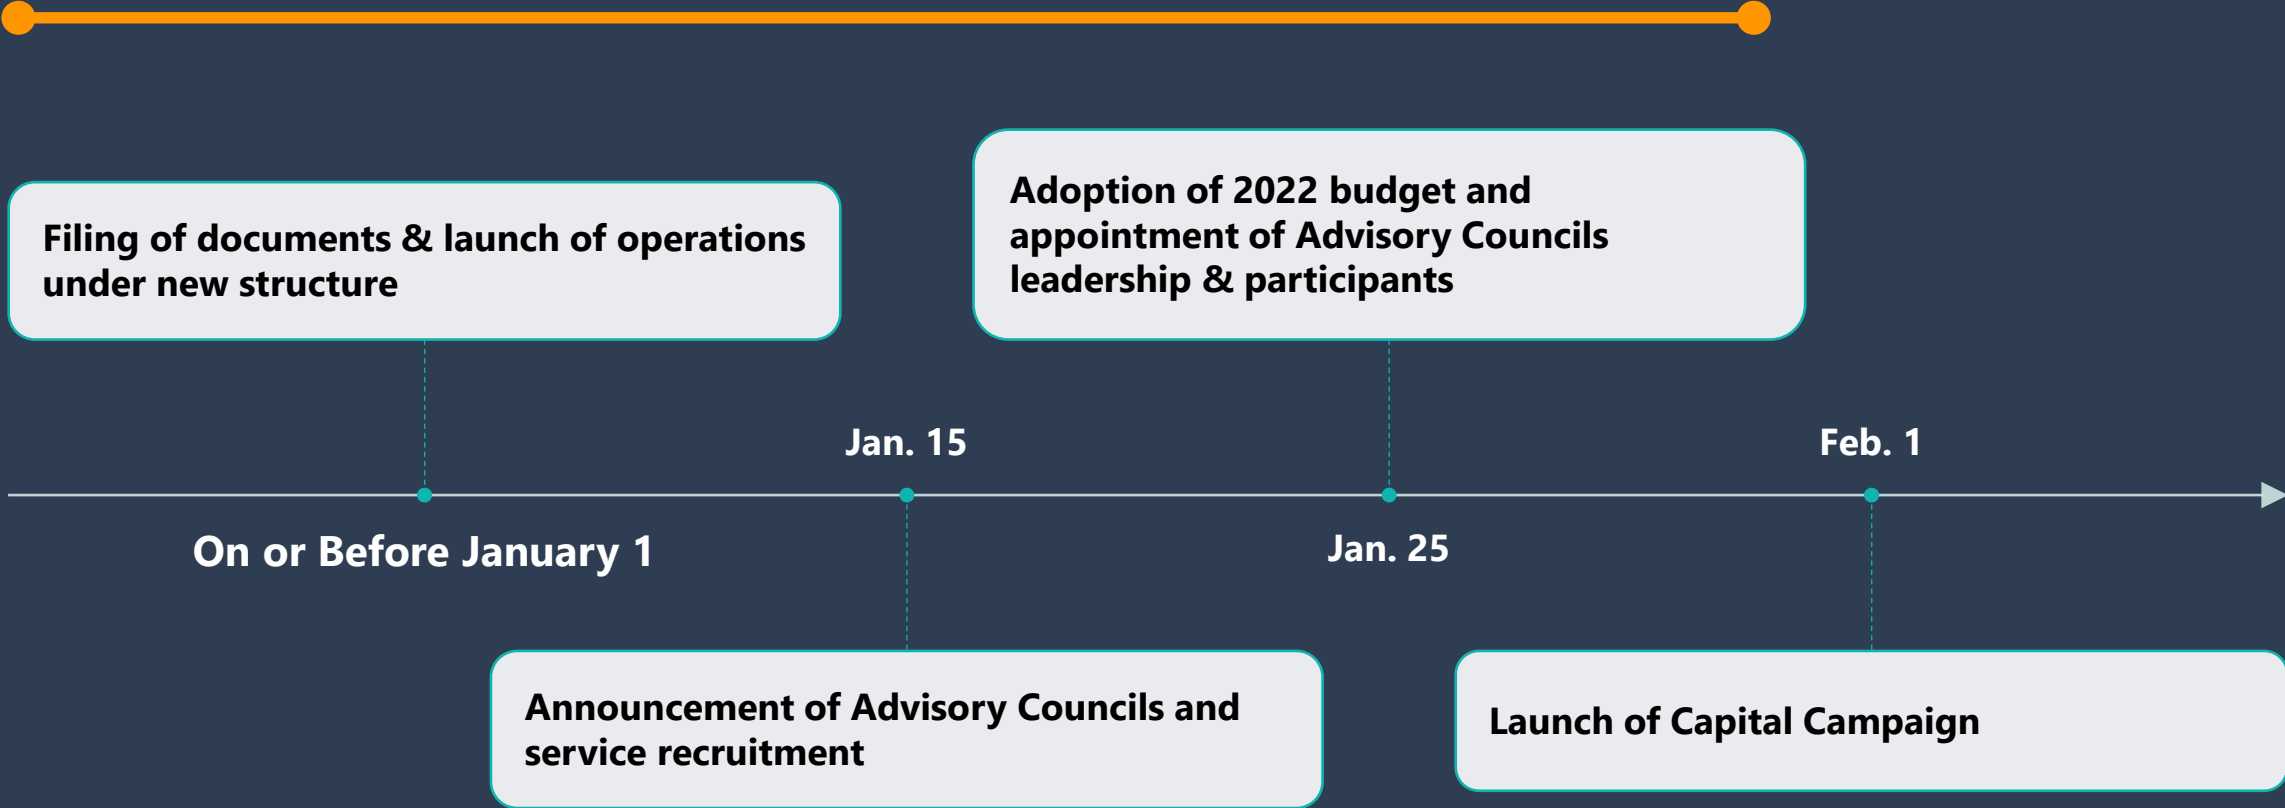 Filing of documents & launch of operations
under new structure
On or Before January 1
Jan. 15
Announcement of Advisory Councils and
service recruitment
Adoption of 2022 budget and
appointment of Advisory Councils
leadership & participants
Jan. 25
Feb. 1
Launch of Capital Campaign